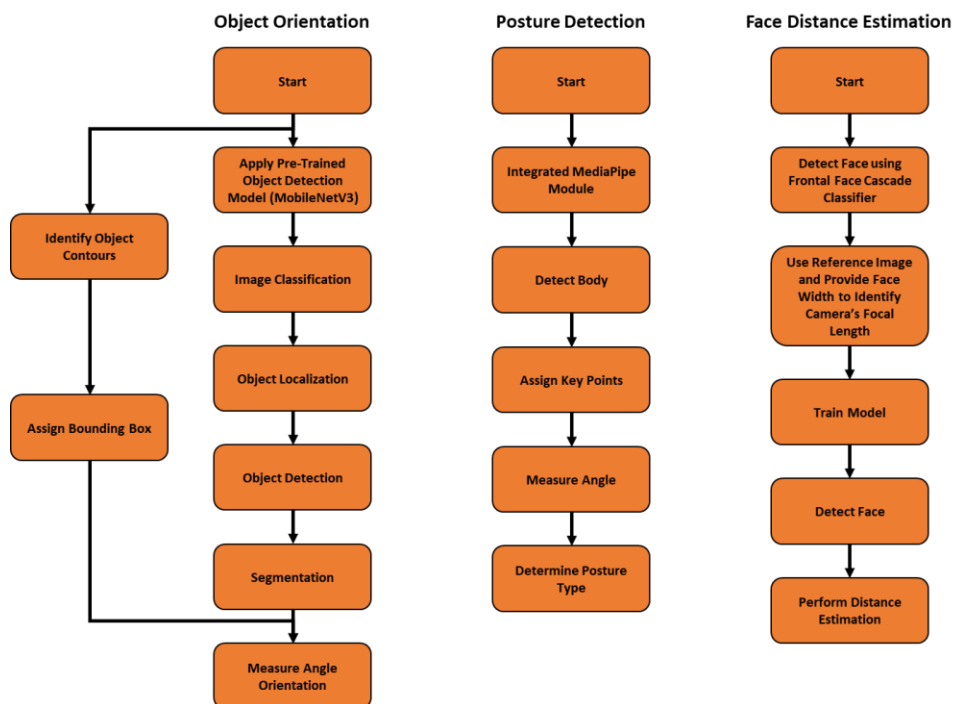 Object Orientation
Start
Apply Pre-Trained
Object Detection
Model (MobileNetV3)
Identify Object
Contours
Image Classification
Object Localization
Assign Bounding Box
Object Detection
Segmentation
Measure Angle
Orientation
Posture Detection
Start
Integrated MediaPipe
Module
Detect Body
Assign Key Points
Measure Angle
Determine Posture
Type
Face Distance Estimation
Start
Detect Face using
Frontal Face Cascade
Classifier
Use Reference Image
and Provide Face
Width to Identify
Camera's Focal
Length
Train Model
Detect Face
Perform Distance
Estimation